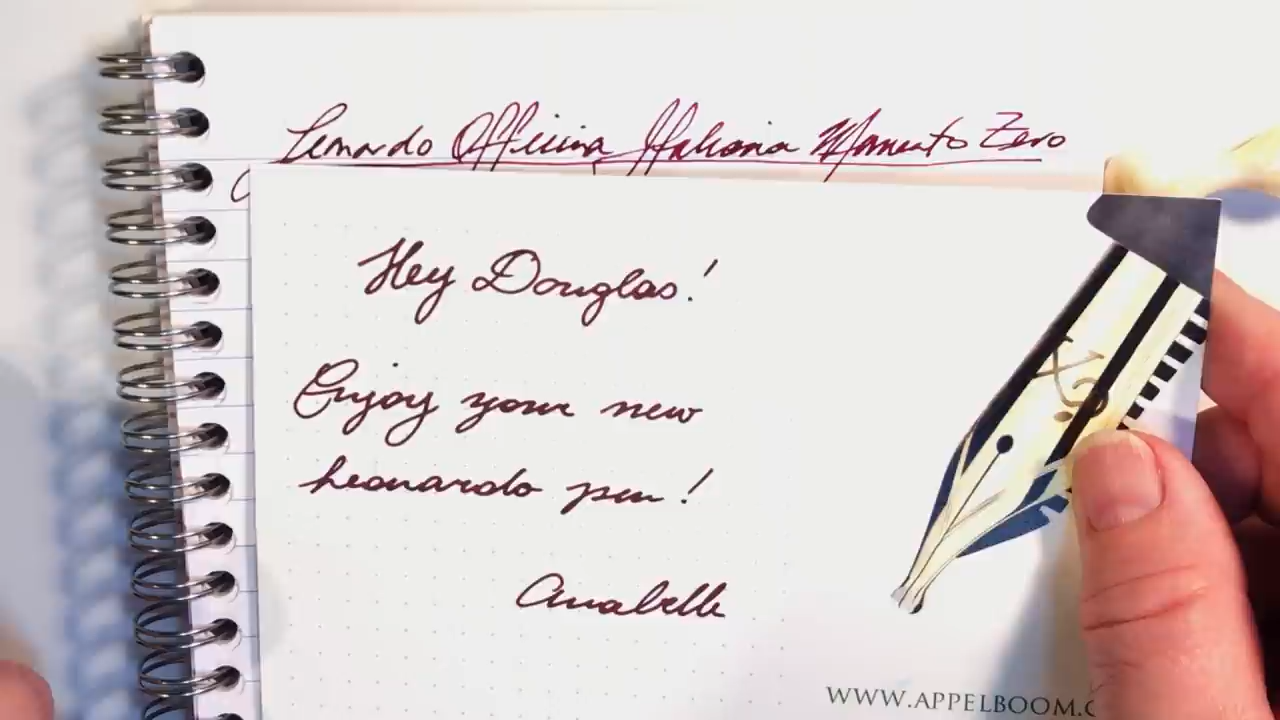 Leonardo Officina Italiana Momento Zero
Hey Douglas!
Enjoy your new
Leonardo pen!
Anabelle
WWW.APPELBOOM.C